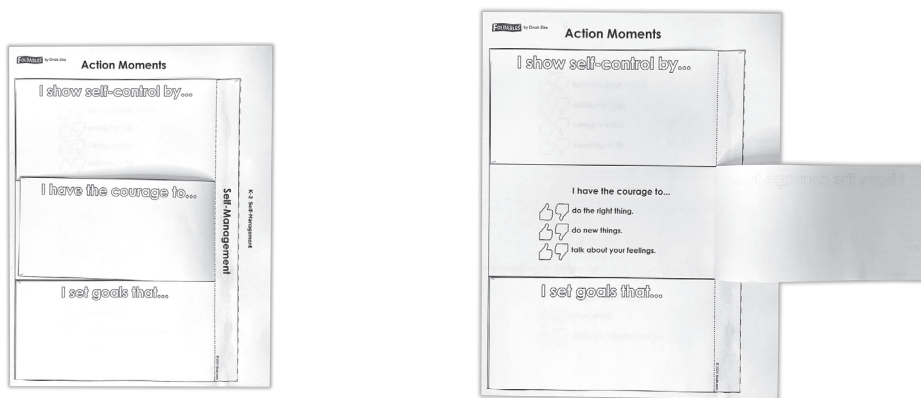 FOLDABLES by Dinah Zike
Action Moments
I show self-control by...
I have the courage to...
I set goals that...
Self-Management
K-2 Self-Management
FOLDABLES by Dinah Zike
Action Moments
I show self-control by...
I have the courage to...
do the right thing.
do new things.
talk about your feelings.
I set goals that...